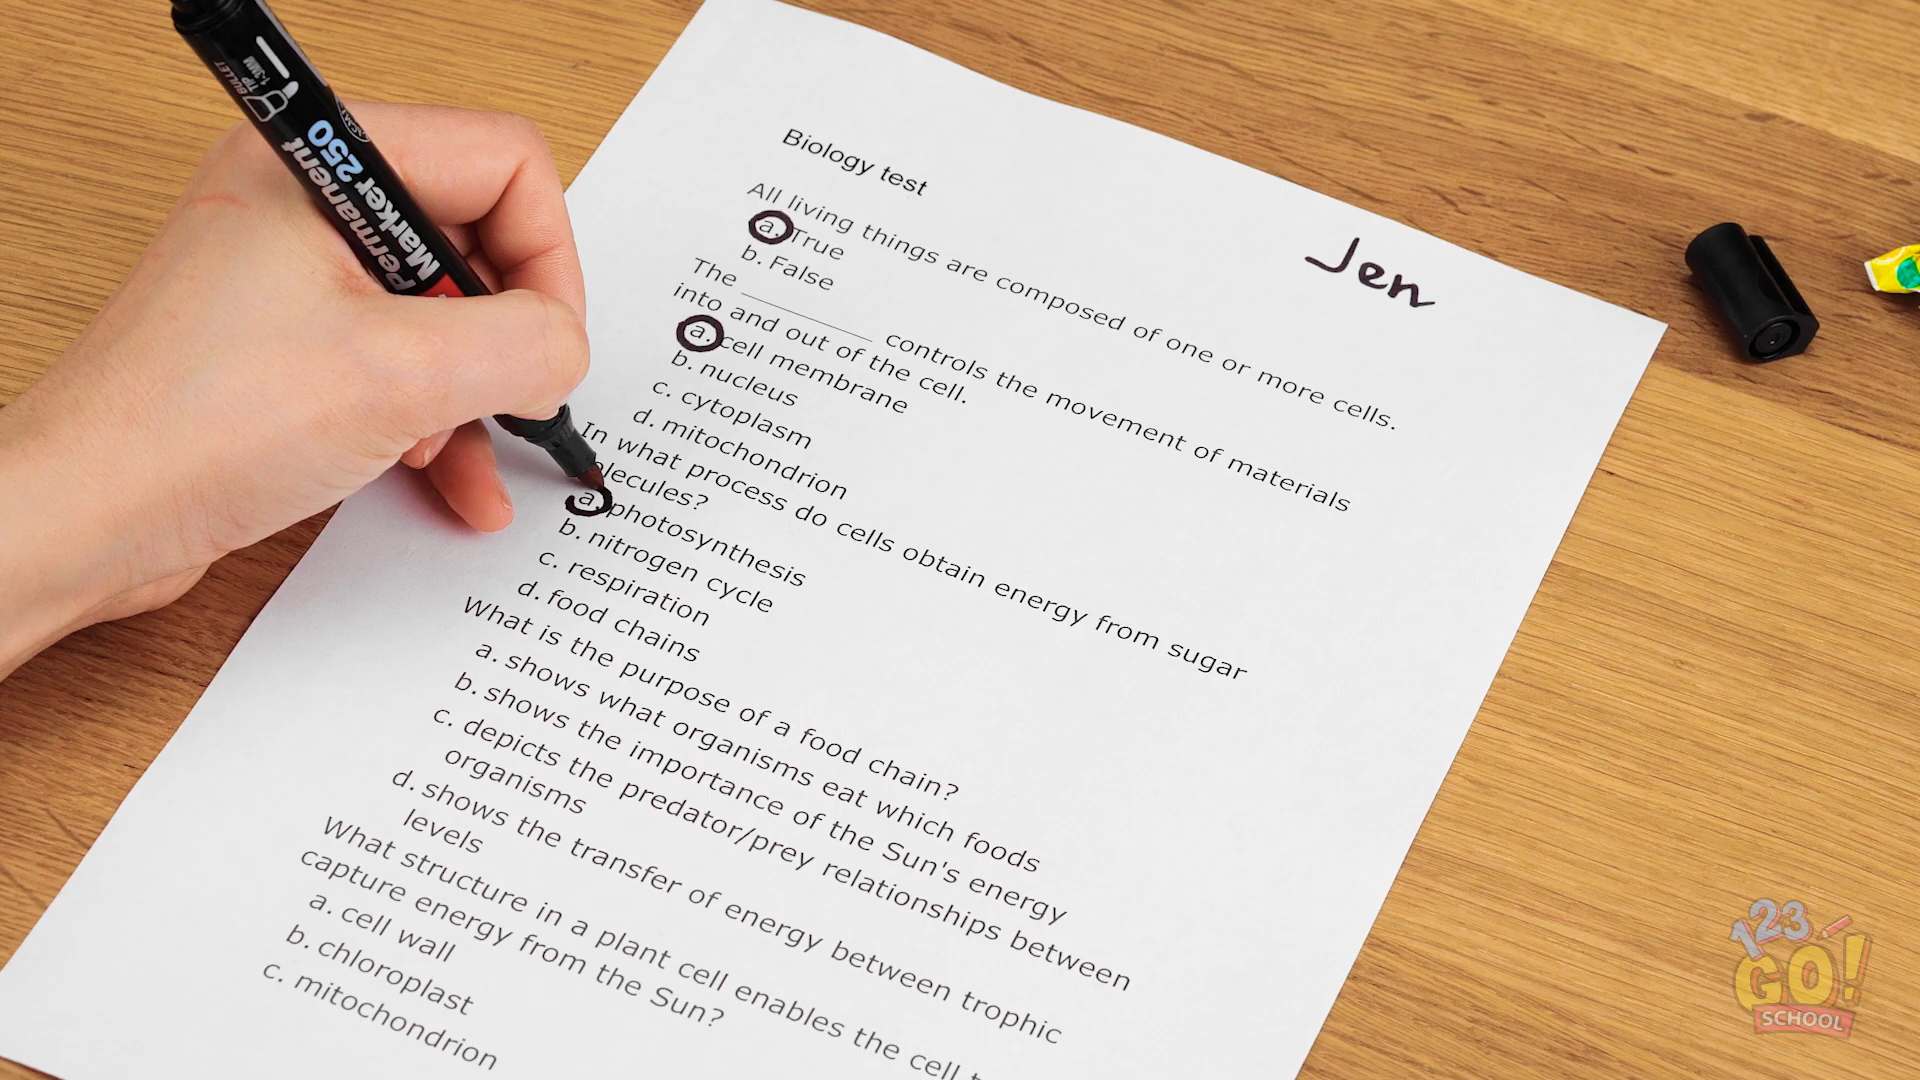 Biology test
Jen
All living things are composed of one or more cells.
a. True
b. False
The __________ controls the movement of materials
into and out of the cell.
a. cell membrane
b. nucleus
c. cytoplasm
d. mitochondrion
In what process do cells obtain energy from sugar
a. photosynthesis
b. nitrogen cycle
c. respiration
d. food chains
What is the purpose of a food chain?
a. shows what organisms eat which foods
b. shows the importance of the Sun's energy
c. depicts the predator/prey relationships between
organisms
d. shows the transfer of energy between trophic
levels
What structure in a plant cell enables the cell
capture energy from the Sun?
a. cell wall
b. chloroplast
c. mitochondrion
Permanent
Marker 250
BULLET
TIP
1-3MM
123
GO!
SCHOOL